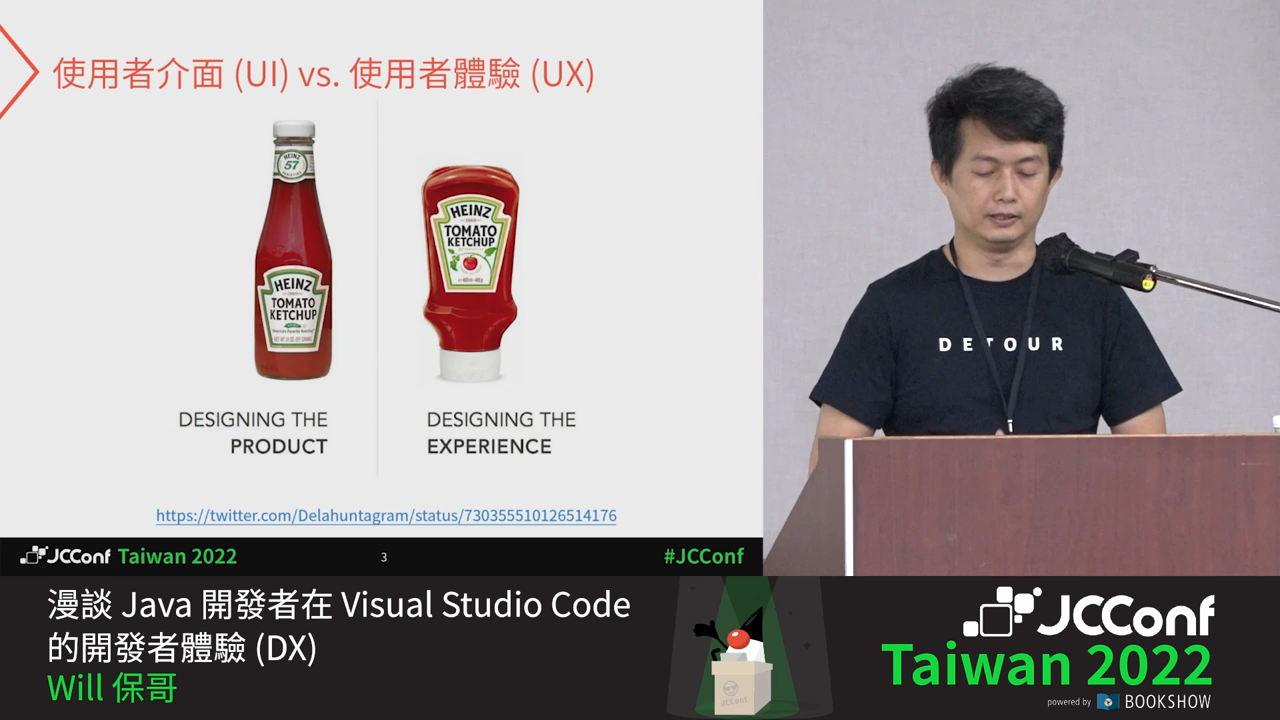 使用者介面 (UI) vs. 使用者體驗 (UX)
HEINZ
57
HEINZ
TOMATO
KETCHUP
HEINZ
TOMATO
KETCHUP
DESIGNING THE
PRODUCT
DESIGNING THE
EXPERIENCE
https://twitter.com/Delahuntagram/status/730355510126514176
JCConf Taiwan 2022
3
#JCConf
DETOUR
漫談 Java 開發者在 Visual Studio Code
的開發者體驗 (DX)
Will 保哥
JCConf
JCConf
Taiwan 2022
powered by BOOKSHOW